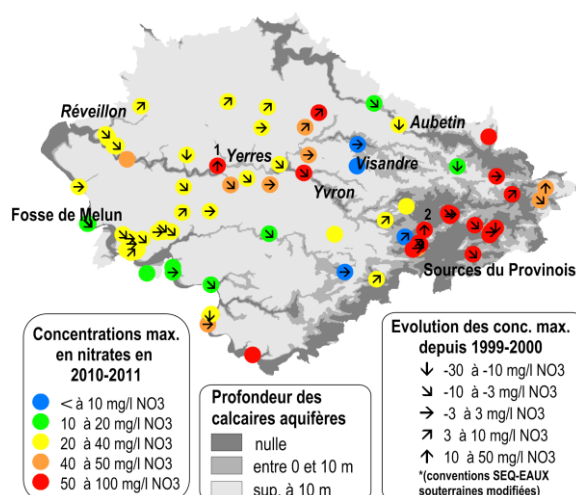 Réveillon
Aubetin
1
Yerres
Visandre
Yvron
Fosse de Melun
2
Sources du Provinois
Concentrations max.
en nitrates en
2010-2011
< à 10 mg/l NO3
10 à 20 mg/l NO3
20 à 40 mg/l NO3
40 à 50 mg/l NO3
50 à 100 mg/l NO3
Profondeur des
calcaires aquifères
nulle
entre 0 et 10 m
sup. à 10 m
Evolution des conc. max.
depuis 1999-2000
-30 à -10 mg/l NO3
-10 à -3 mg/l NO3
-3 à 3 mg/l NO3
3 à 10 mg/l NO3
10 à 50 mg/l NO3
*(conventions SEQ-EAUX
souterraines modifiées)